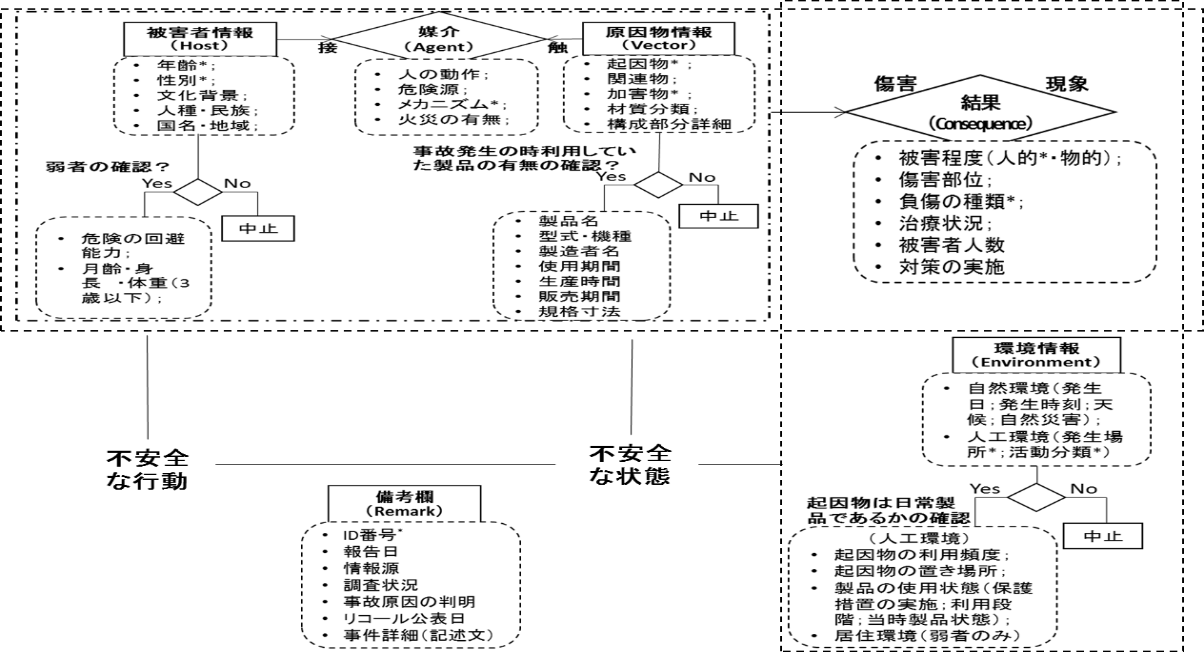 被害者情報
（Host）
接
媒介
（Agent）
触
原因物情報
（Vector）
• 年齢*;
• 性別*;
• 文化背景;
• 人種・民族;
• 国名・地域;
• 人の動作;
• 危険源;
• メカニズム*;
• 火災の有無;
• 起因物*;
• 関連物;
• 加害物*;
• 材質分類;
• 構成部分詳細
傷害
現象
結果
（Consequence）
• 被害程度（人的*・物的）;
• 傷害部位;
• 負傷の種類*;
• 治療状況;
• 被害者人数
• 対策の実施
弱者の確認？
Yes
No
中止
• 危険の回避
能力;
• 月齢・身
長 ・体重（3
歳以下）;
事故発生の時利用してい
た製品の有無の確認？
Yes
No
中止
• 製品名
• 型式・機種
• 製造者名
• 使用期間
• 生産時間
• 販売期間
• 規格寸法
環境情報
（Environment）
• 自然環境（発生
日;発生時刻;天
候;自然災害）;
• 人工環境（発生場
所*;活動分類*）
不安全
な行動
不安全
な状態
Yes
No
中止
起因物は日常製
品であるかの確認
（人工環境）
• 起因物の利用頻度;
• 起因物の置き場所;
• 製品の使用状態（保護
措置の実施;利用段
階;当時製品状態）;
• 居住環境（弱者のみ）
備考欄
（Remark）
• ID番号*
• 報告日
• 情報源
• 調査状況
• 事故原因の判明
• リコール公表日
• 事件詳細（記述文）